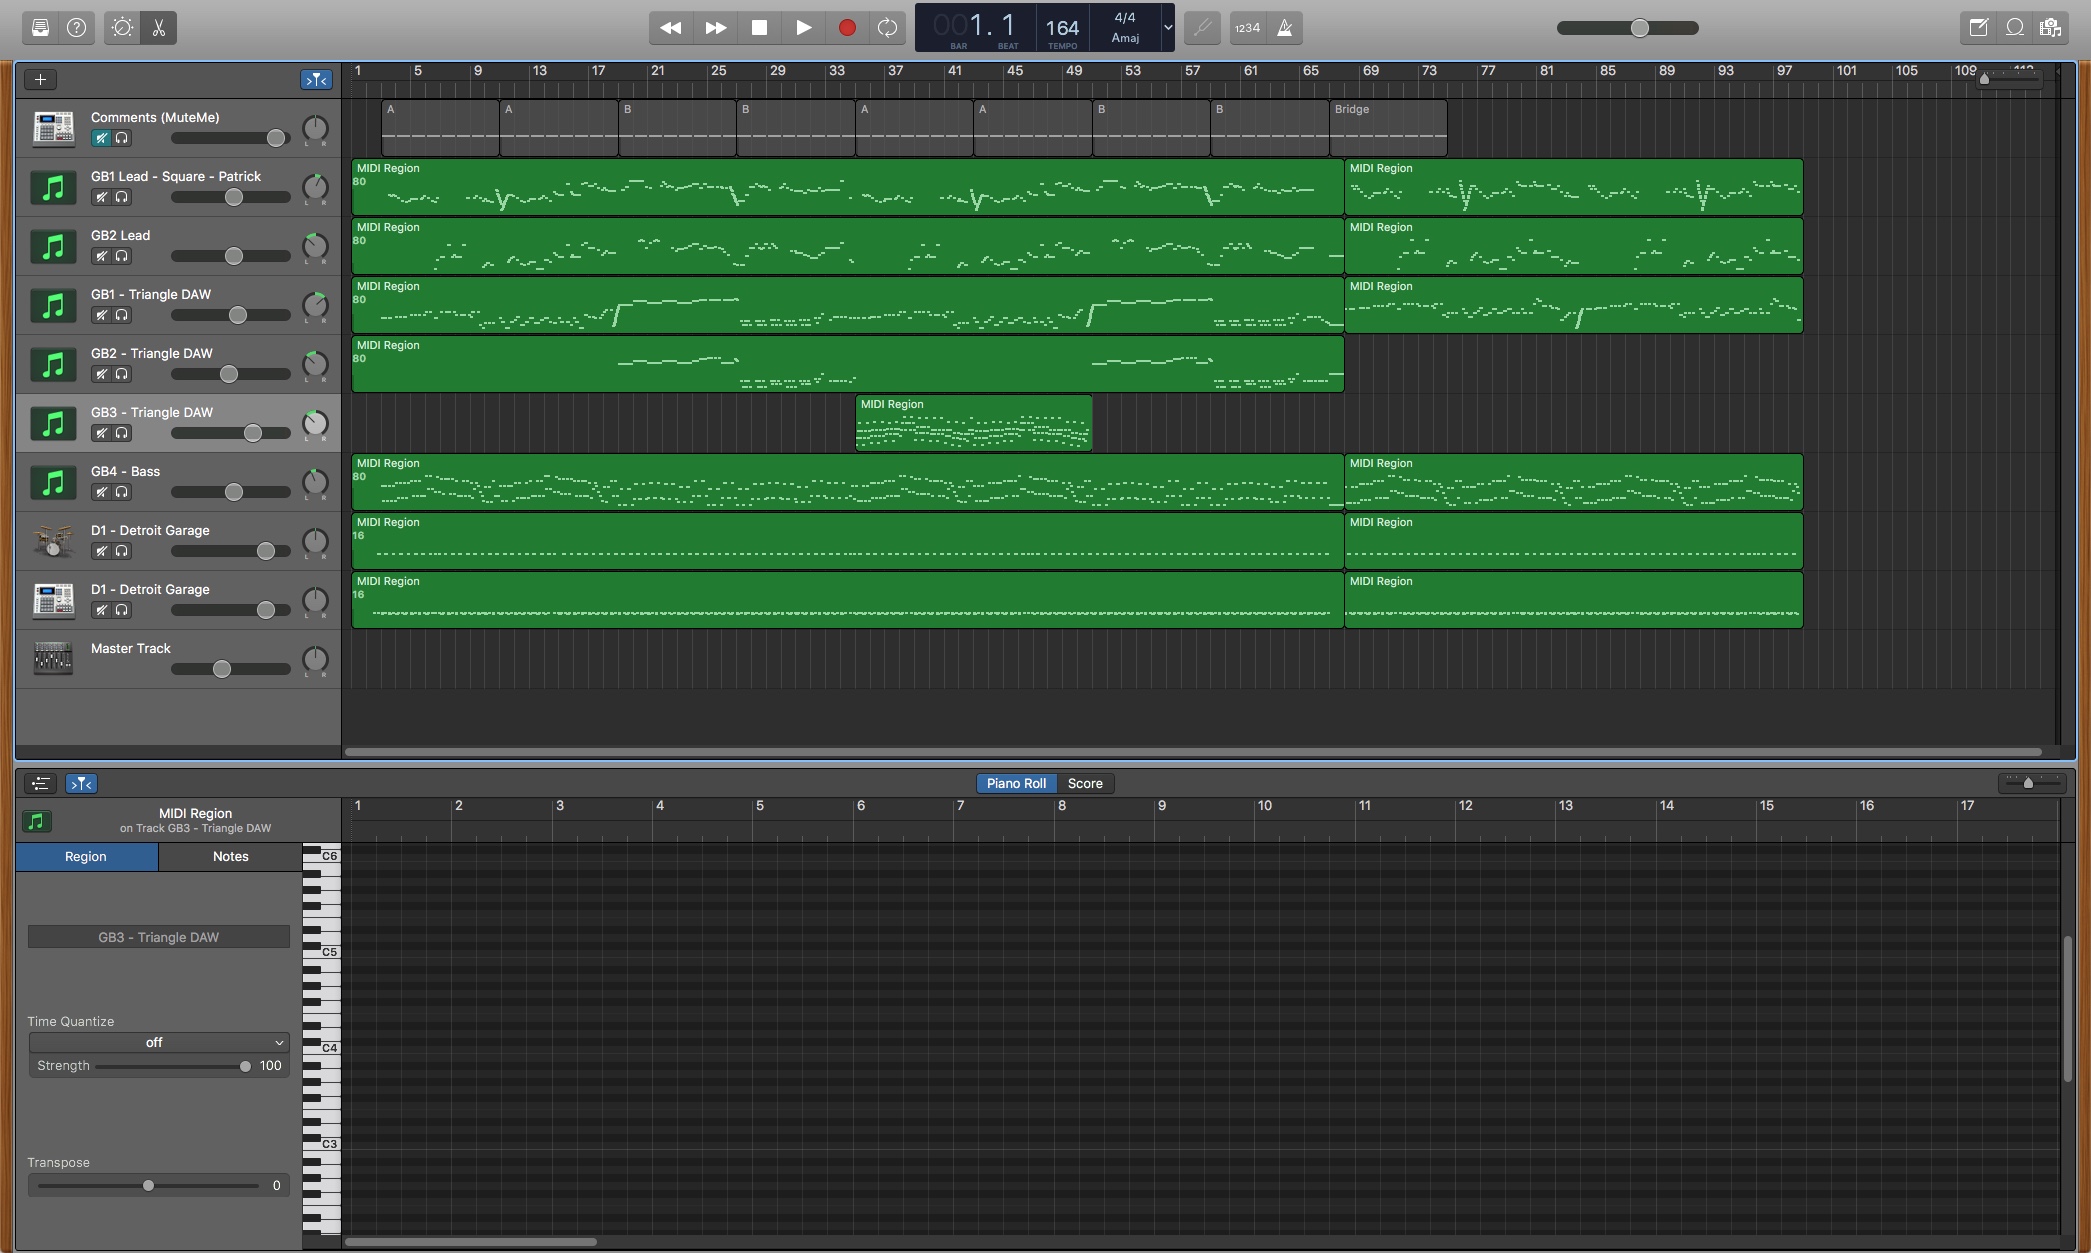 001. 1 164 4/4
Amaj
BAR BEAT TEMPO
1234
1 5 9 13 17 21 25 29 33 37 41 45 49 53 57 61 65 69 73 77 81 85 89 93 97 101 105 109 113
Comments (MuteMe)
L R
A A B B A A B B Bridge
GB1 Lead - Square - Patrick
L R
MIDI Region MIDI Region
80
GB2 Lead
L R
MIDI Region MIDI Region
80
GB1 - Triangle DAW
L R
MIDI Region MIDI Region
80
GB2 - Triangle DAW
L R
MIDI Region
80
GB3 - Triangle DAW
L R
MIDI Region
GB4 - Bass
L R
MIDI Region MIDI Region
80
D1 - Detroit Garage
L R
MIDI Region MIDI Region
16
D1 - Detroit Garage
L R
MIDI Region MIDI Region
16
Master Track
L R
Piano Roll Score
MIDI Region
on Track GB3 - Triangle DAW
1 2 3 4 5 6 7 8 9 10 11 12 13 14 15 16 17
Region Notes
C6
GB3 - Triangle DAW
C5
Time Quantize
off
C4
Strength 100
C3
Transpose
0